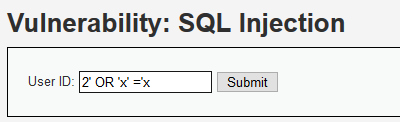 Vulnerability: SQL Injection
User ID: 2' OR 'x' ='x Submit